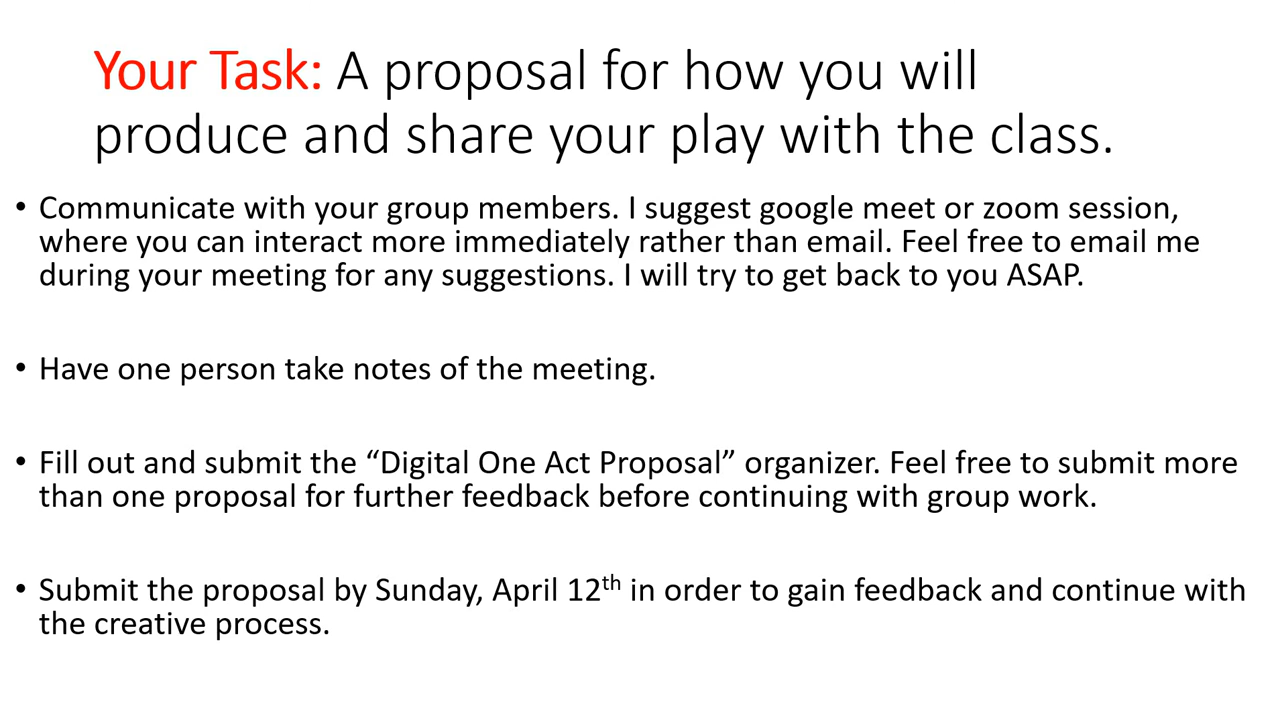 Your Task: A proposal for how you will
produce and share your play with the class.
• Communicate with your group members. I suggest google meet or zoom session,
where you can interact more immediately rather than email. Feel free to email me
during your meeting for any suggestions. I will try to get back to you ASAP.
• Have one person take notes of the meeting.
• Fill out and submit the “Digital One Act Proposal” organizer. Feel free to submit more
than one proposal for further feedback before continuing with group work.
• Submit the proposal by Sunday, April 12th in order to gain feedback and continue with
the creative process.